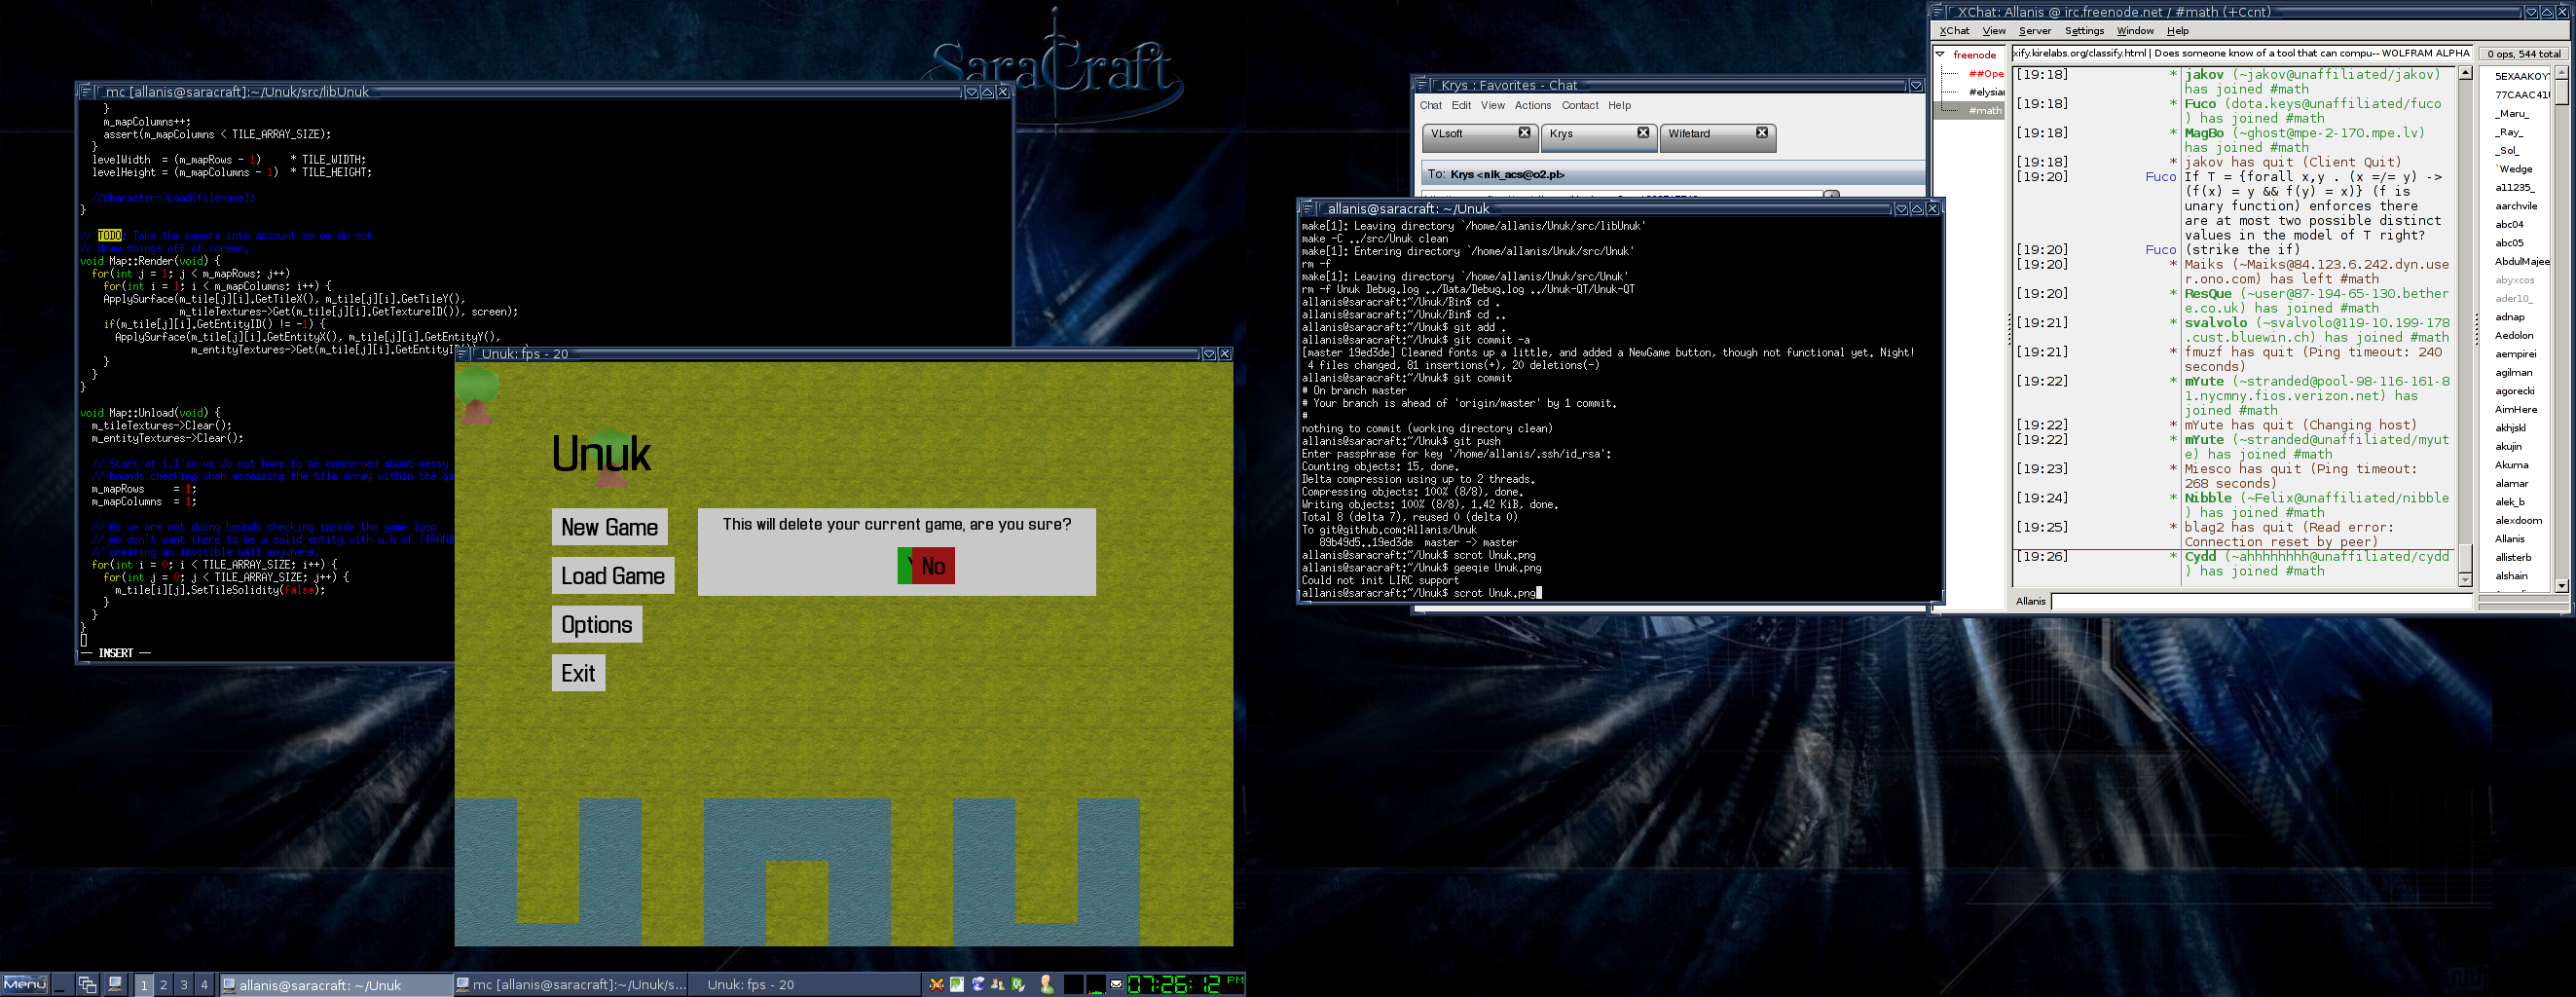 SaraCraft
mc [allanis@saracraft]:~/Unuk/src/libUnuk
    }
    m_mapColumns++;
    assert(m_mapColumns < TILE_ARRAY_SIZE);
  }
  levelWidth  = (m_mapRows - 1)     * TILE_WIDTH;
  levelHeight = (m_mapColumns - 1)  * TILE_HEIGHT;
  //character->Load(filename);
}
// TODO: Take the camera into account so we do not
// draw things off of screen.
void Map::Render(void) {
  for(int j = 1; j < m_mapRows; j++)
    for(int i = 1; i < m_mapColumns; i++) {
    ApplySurface(m_tile[j][i].GetTileX(), m_tile[j][i].GetTileY(),
                 m_tileTextures->Get(m_tile[j][i].GetTextureID()), screen);
    if(m_tile[j][i].GetEntityID() != -1) {
      ApplySurface(m_tile[j][i].GetEntityX(), m_tile[j][i].GetEntityY(),
                   m_entityTextures->Get(m_tile[j][i].GetEntityI
    }
  }
}
void Map::Unload(void) {
  m_tileTextures->Clear();
  m_entityTextures->Clear();
  // Start at 1.1 so we do not have to be concerned about messy
  // bounds checking when accessing the tile array within the ga
  m_mapRows     = 1;
  m_mapColumns  = 1;
  // As we are not doing bounds checking inside the game loop
  // we don't want there to be a solid entity with w.h of (%RAN
  // creating an invisible wall anywhere.
  for(int i = 0; i < TILE_ARRAY_SIZE; i++) {
    for(int j = 0; j < TILE_ARRAY_SIZE; j++) {
      m_tile[i][j].SetTileSolidity(false);
    }
  }
}
-- INSERT --
Unuk: fps - 20
Unuk
New Game
Load Game
Options
Exit
This will delete your current game, are you sure?
No
Krys : Favorites - Chat
Chat Edit View Actions Contact Help
VLsoft Krys Wifetard
To: Krys <nik_acs@o2.pl>
allanis@saracraft: ~/Unuk
make[1]: Leaving directory `/home/allanis/Unuk/src/libUnuk'
make -C ../src/Unuk clean
make[1]: Entering directory `/home/allanis/Unuk/src/Unuk'
rm -f
make[1]: Leaving directory `/home/allanis/Unuk/src/Unuk'
rm -f Unuk Debug.log ../Data/Debug.log ../Unuk-QT/Unuk-QT
allanis@saracraft:~/Unuk/Bin$ cd .
allanis@saracraft:~/Unuk/Bin$ cd ..
allanis@saracraft:~/Unuk$ git add .
allanis@saracraft:~/Unuk$ git commit -a
[master 19ed3de] Cleaned fonts up a little, and added a NewGame button, though not functional yet. Night!
 4 files changed, 81 insertions(+), 20 deletions(-)
allanis@saracraft:~/Unuk$ git commit
# On branch master
# Your branch is ahead of 'origin/master' by 1 commit.
#
nothing to commit (working directory clean)
allanis@saracraft:~/Unuk$ git push
Enter passphrase for key '/home/allanis/.ssh/id_rsa':
Counting objects: 15, done.
Delta compression using up to 2 threads.
Compressing objects: 100% (8/8), done.
Writing objects: 100% (8/8), 1.42 KiB, done.
Total 8 (delta 7), reused 0 (delta 0)
To git@github.com:Allanis/Unuk
   89b49d5..19ed3de  master -> master
allanis@saracraft:~/Unuk$ scrot Unuk.png
allanis@saracraft:~/Unuk$ geeqie Unuk.png
Could not init LIRC support
allanis@saracraft:~/Unuk$ scrot Unuk.png
XChat: Allanis @ irc.freenode.net / #math (+Ccnt)
XChat View Server Settings Window Help
freenode
##Ope
#elysia
#math
xify.kirelabs.org/classify.html | Does someone know of a tool that can compu-- WOLFRAM ALPHA
0 ops, 544 total
[19:18] * jakov (~jakov@unaffiliated/jakov)
has joined #math
[19:18] * Fuco (dota.keys@unaffiliated/fuco
) has joined #math
[19:18] * MagBo (~ghost@mpe-2-170.mpe.lv)
has joined #math
[19:18] * jakov has quit (Client Quit)
[19:20] Fuco If T = {forall x,y . (x =/= y) ->
(f(x) = y && f(y) = x)} (f is
unary function) enforces there
are at most two possible distinct
values in the model of T right?
[19:20] Fuco (strike the if)
[19:20] * Maiks (~Maiks@84.123.6.242.dyn.use
r.ono.com) has left #math
[19:20] * ResQue (~user@87-194-65-130.bether
e.co.uk) has joined #math
[19:21] * svalvolo (~svalvolo@119-10.199-178
.cust.bluewin.ch) has joined #math
[19:21] * fmuzf has quit (Ping timeout: 240
seconds)
[19:22] * mYute (~stranded@pool-98-116-161-8
1.nycmny.fios.verizon.net) has
joined #math
[19:22] * mYute has quit (Changing host)
[19:22] * mYute (~stranded@unaffiliated/myut
e) has joined #math
[19:23] * Miesco has quit (Ping timeout:
268 seconds)
[19:24] * Nibble (~Felix@unaffiliated/nibble
) has joined #math
[19:25] * blag2 has quit (Read error:
Connection reset by peer)
[19:26] * Cydd (~ahhhhhhhh@unaffiliated/cydd
) has joined #math
Allanis
5EXAAK0Y
77CAAC41
_Maru_
_Ray_
_Sol_
`Wedge
a11235_
aarchvile
abc04
abc05
AbdulMajee
abyxcos
ader10_
adnap
Aedolon
aempirei
agilman
agorecki
AimHere
akhjskl
akujin
Akuma
alamar
alek_b
alexdoom
Allanis
allisterb
alshain
Menu
1 2 3 4
allanis@saracraft: ~/Unuk
mc [allanis@saracraft]:~/Unuk/s...
Unuk: fps - 20
07:26:12 PM